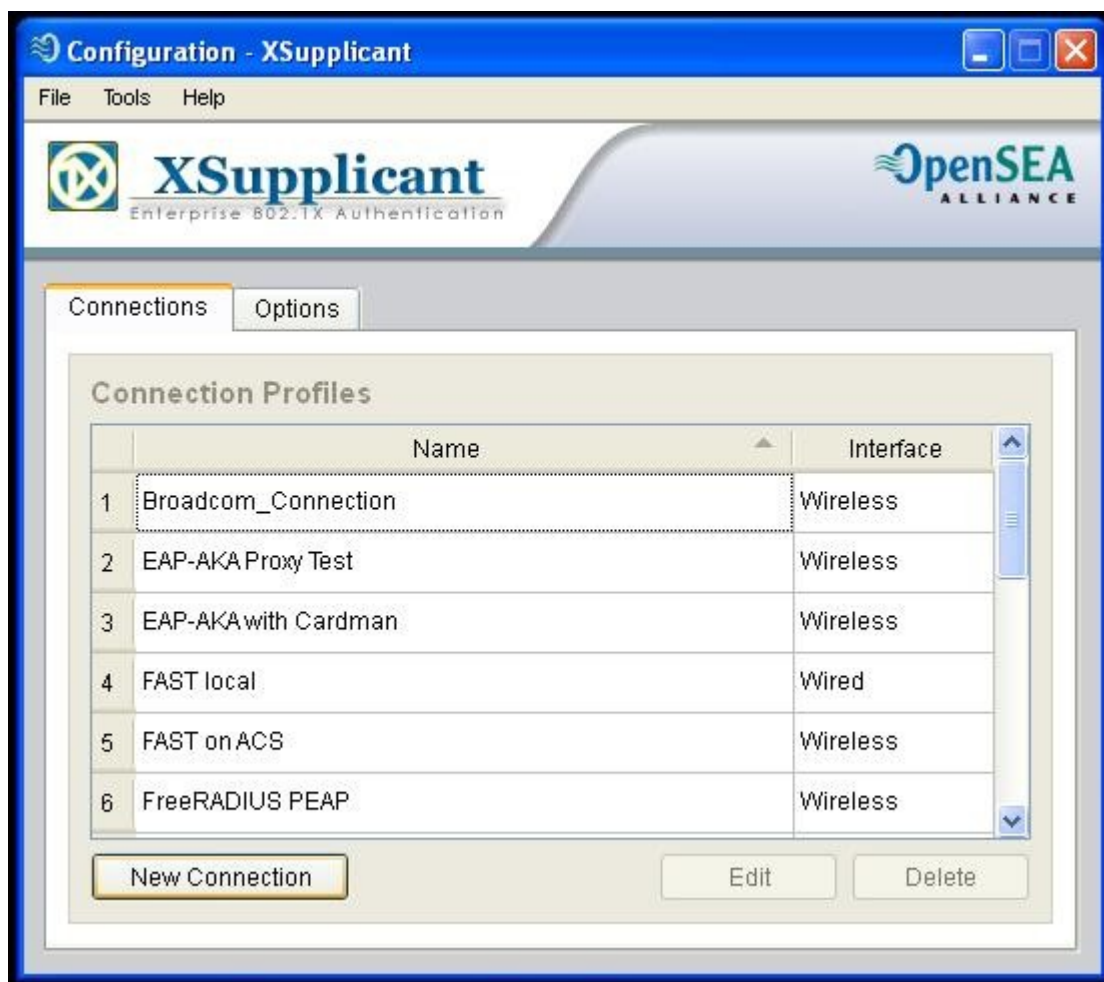 Configuration - XSupplicant
File Tools Help
1X XSupplicant
Enterprise 802.1X Authentication
OpenSEA
ALLIANCE
Connections Options
Connection Profiles
Name Interface
1 Broadcom_Connection Wireless
2 EAP-AKA Proxy Test Wireless
3 EAP-AKA with Cardman Wireless
4 FAST local Wired
5 FAST on ACS Wireless
6 FreeRADIUS PEAP Wireless
New Connection Edit Delete